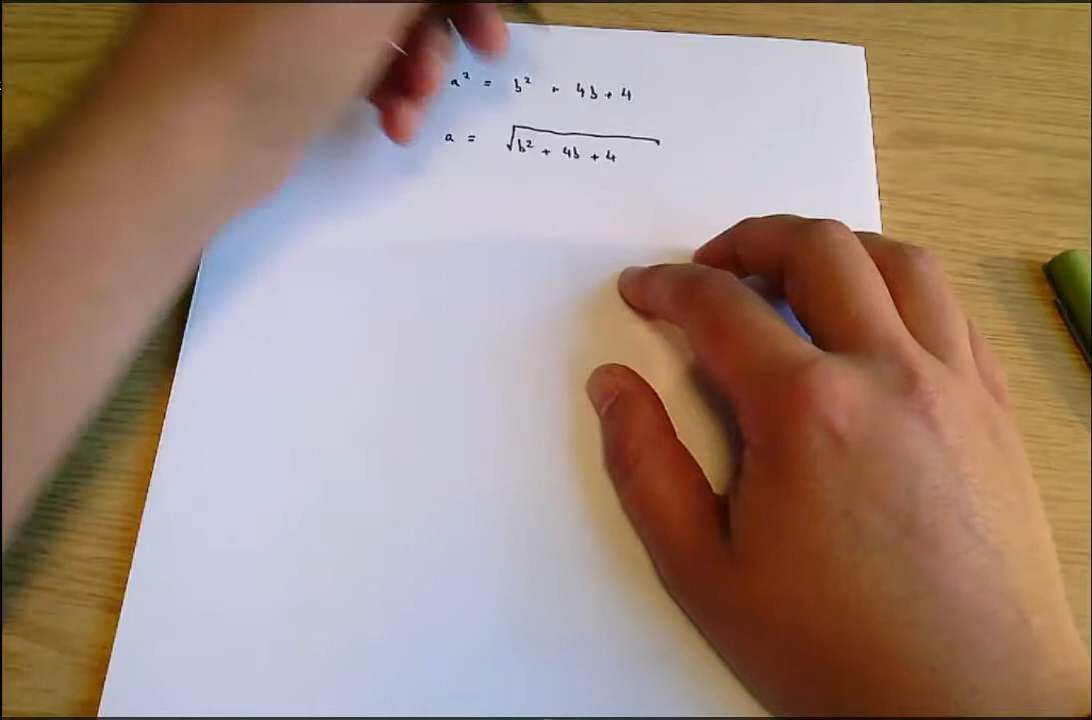 a² = b² + 4b + 4
a = √(b² + 4b + 4)